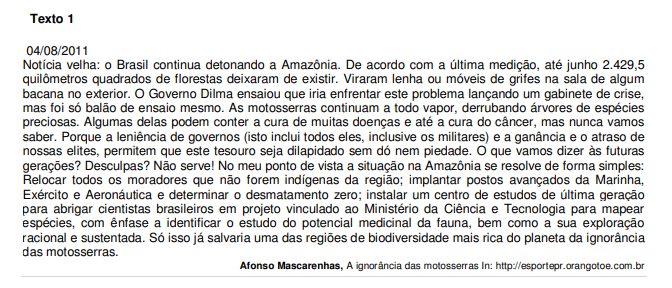 Texto 1
04/08/2011
Notícia velha: o Brasil continua detonando a Amazônia. De acordo com a última medição, até junho 2.429,5
quilômetros quadrados de florestas deixaram de existir. Viraram lenha ou móveis de grifes na sala de algum
bacana no exterior. O Governo Dilma ensaiou que iria enfrentar este problema lançando um gabinete de crise,
mas foi só balão de ensaio mesmo. As motosserras continuam a todo vapor, derrubando árvores de espécies
preciosas. Algumas delas podem conter a cura de muitas doenças e até a cura do câncer, mas nunca vamos
saber. Porque a leniência de governos (isto inclui todos eles, inclusive os militares) e a ganância e o atraso de
nossas elites, permitem que este tesouro seja dilapidado sem dó nem piedade. O que vamos dizer às futuras
gerações? Desculpas? Não serve! No meu ponto de vista a situação na Amazônia se resolve de forma simples:
Relocar todos os moradores que não forem indígenas da região; implantar postos avançados da Marinha,
Exército e Aeronáutica e determinar o desmatamento zero; instalar um centro de estudos de última geração
para abrigar cientistas brasileiros em projeto vinculado ao Ministério da Ciência e Tecnologia para mapear
espécies, com ênfase a identificar o estudo do potencial medicinal da fauna, bem como a sua exploração
racional e sustentada. Só isso já salvaria uma das regiões de biodiversidade mais rica do planeta da ignorância
das motosserras.
Afonso Mascarenhas, A ignorância das motosserras In: http://esportepr.orangotoe.com.br